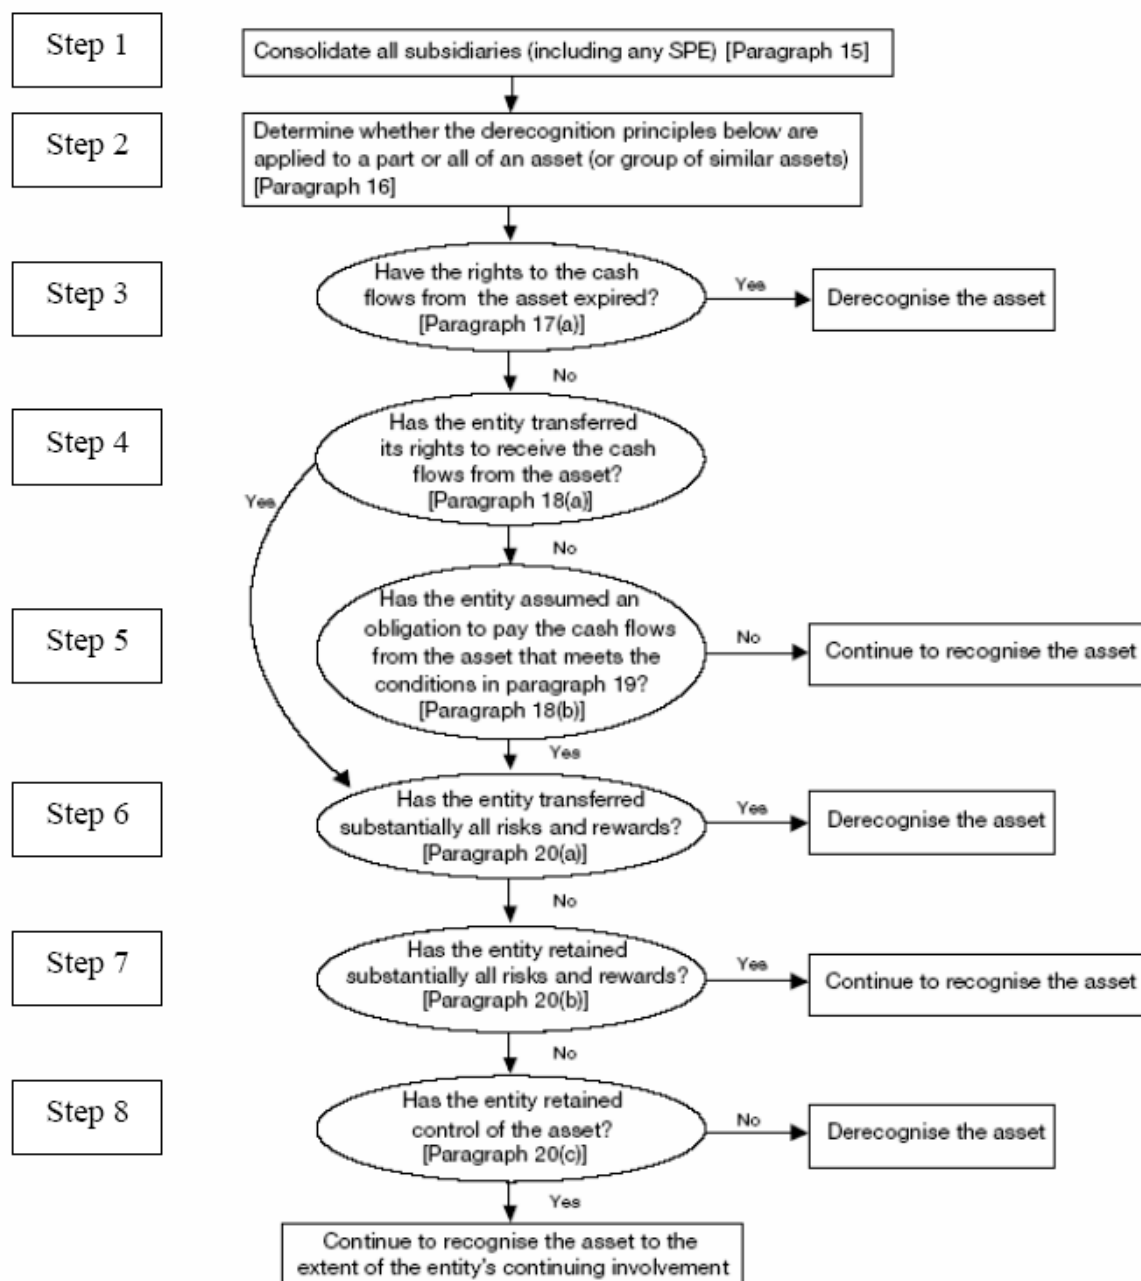 Step 1
Consolidate all subsidiaries (including any SPE) [Paragraph 15]
Step 2
Determine whether the derecognition principles below are
applied to a part or all of an asset (or group of similar assets)
[Paragraph 16]
Step 3
Have the rights to the cash
flows from the asset expired?
[Paragraph 17(a)]
Yes
Derecognise the asset
No
Step 4
Has the entity transferred
its rights to receive the cash
flows from the asset?
[Paragraph 18(a)]
Yes
No
Step 5
Has the entity assumed an
obligation to pay the cash flows
from the asset that meets the
conditions in paragraph 19?
[Paragraph 18(b)]
No
Continue to recognise the asset
Yes
Step 6
Has the entity transferred
substantially all risks and rewards?
[Paragraph 20(a)]
Yes
Derecognise the asset
No
Step 7
Has the entity retained
substantially all risks and rewards?
[Paragraph 20(b)]
Yes
Continue to recognise the asset
No
Step 8
Has the entity retained
control of the asset?
[Paragraph 20(c)]
No
Derecognise the asset
Yes
Continue to recognise the asset to the
extent of the entity's continuing involvement